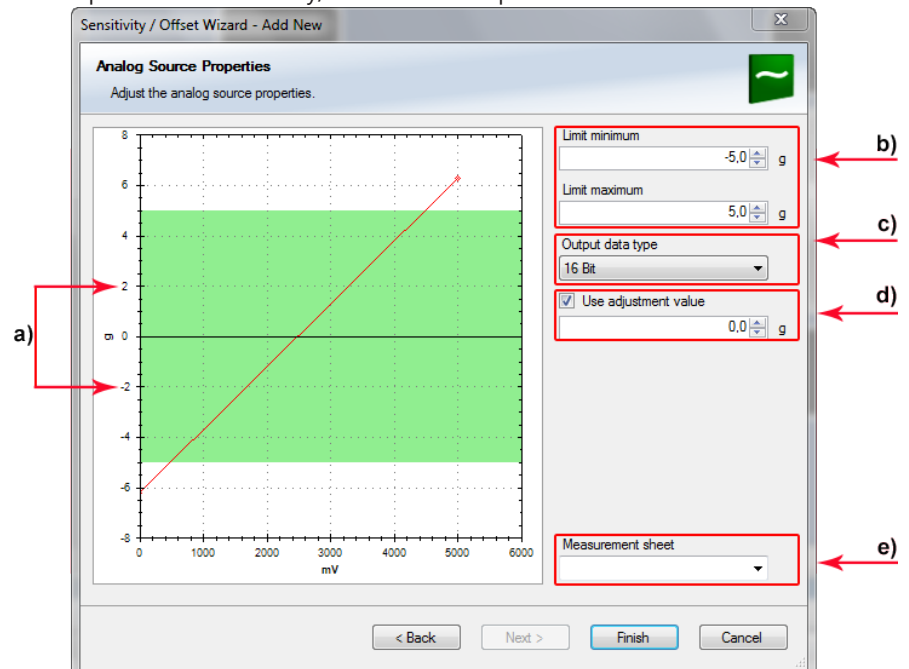 Sensitivity / Offset Wizard - Add New
Analog Source Properties
Adjust the analog source properties.
8
6
4
2
0
-2
-4
-6
-8
g
0 1000 2000 3000 4000 5000 6000
mV
a)
Limit minimum
-5,0 g
Limit maximum
5,0 g
b)
Output data type
16 Bit
c)
Use adjustment value
0,0 g
d)
Measurement sheet
e)
< Back Next > Finish Cancel